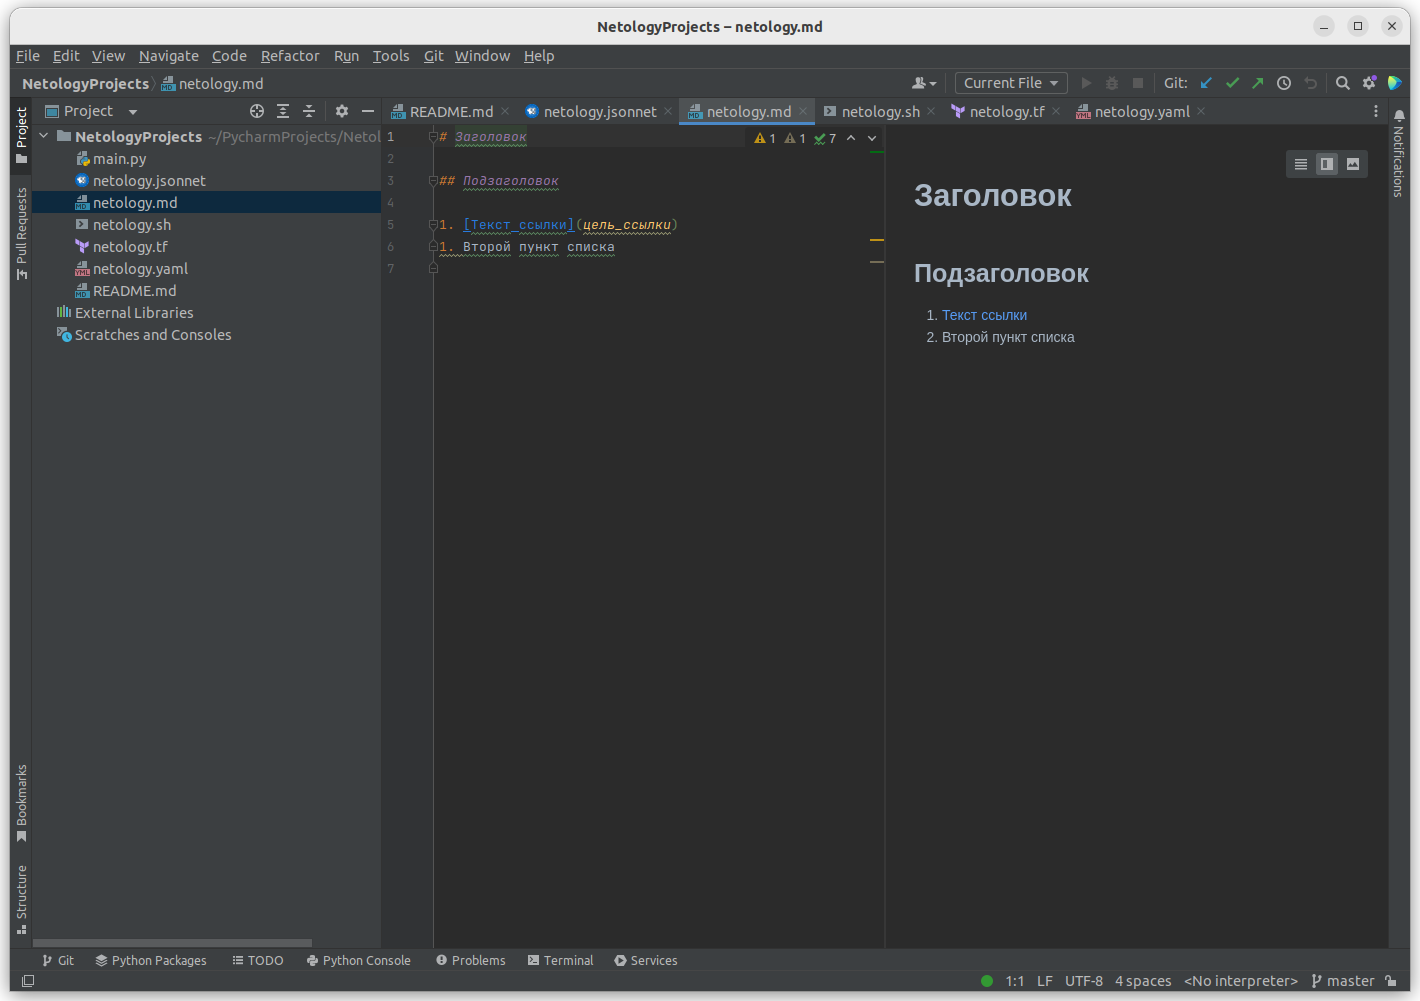 NetologyProjects – netology.md
File Edit View Navigate Code Refactor Run Tools Git Window Help
NetologyProjects netology.md
Current File
Git:
Project
README.md
netology.jsonnet
netology.md
netology.sh
netology.tf
netology.yaml
Project
Pull Requests
Bookmarks
Structure
Notifications
NetologyProjects ~/PycharmProjects/Netol
main.py
netology.jsonnet
netology.md
netology.sh
netology.tf
netology.yaml
README.md
External Libraries
Scratches and Consoles
1 # Заголовок
2
3 ## Подзаголовок
4
5 1. [Текст ссылки](цель_ссылки)
6 1. Второй пункт списка
7
1 1 7
Заголовок
Подзаголовок
1. Текст ссылки
2. Второй пункт списка
Git Python Packages TODO Python Console Problems Terminal Services
1:1 LF UTF-8 4 spaces <No interpreter> master